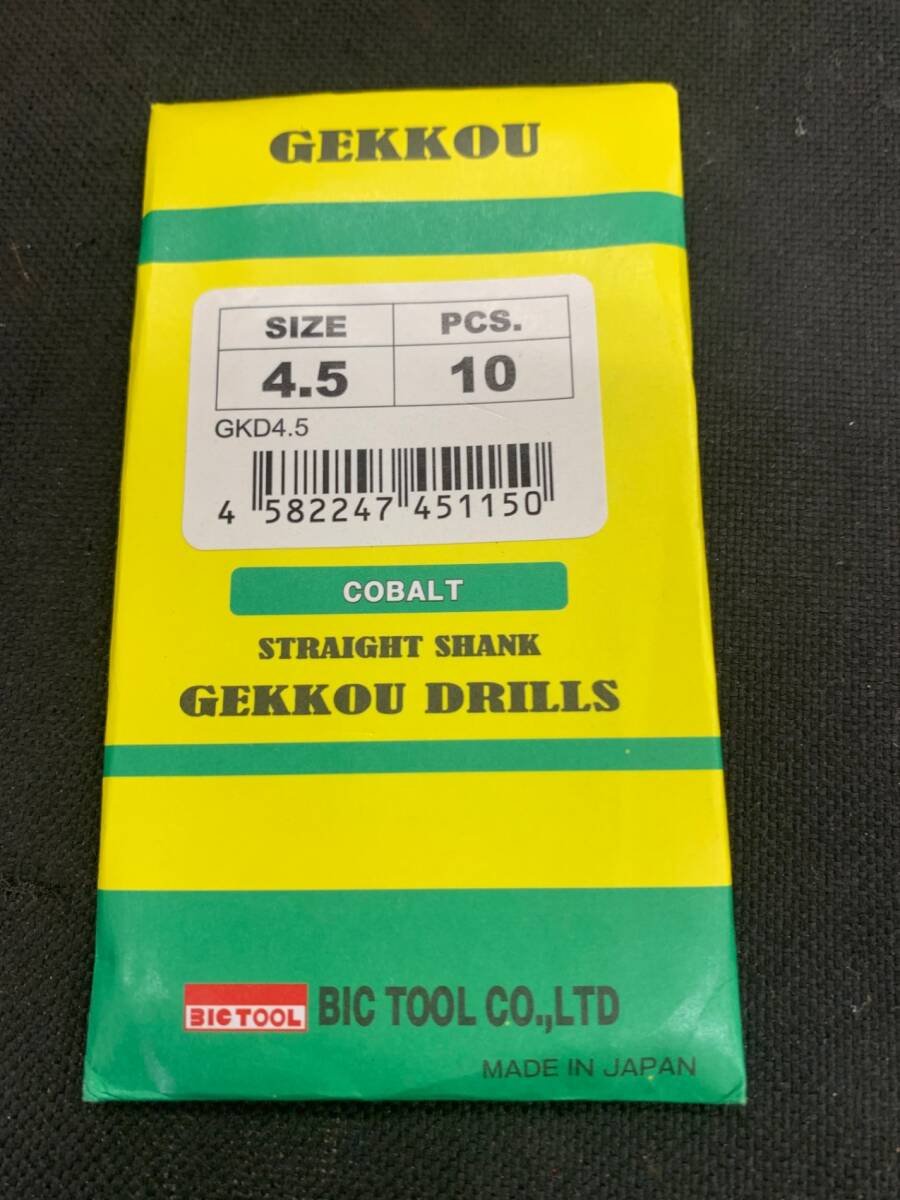 GEKKOU
SIZE PCS.
4.5 10
GKD4.5
4 582247 451150
COBALT
STRAIGHT SHANK
GEKKOU DRILLS
BIC TOOL BIC TOOL CO.,LTD
MADE IN JAPAN